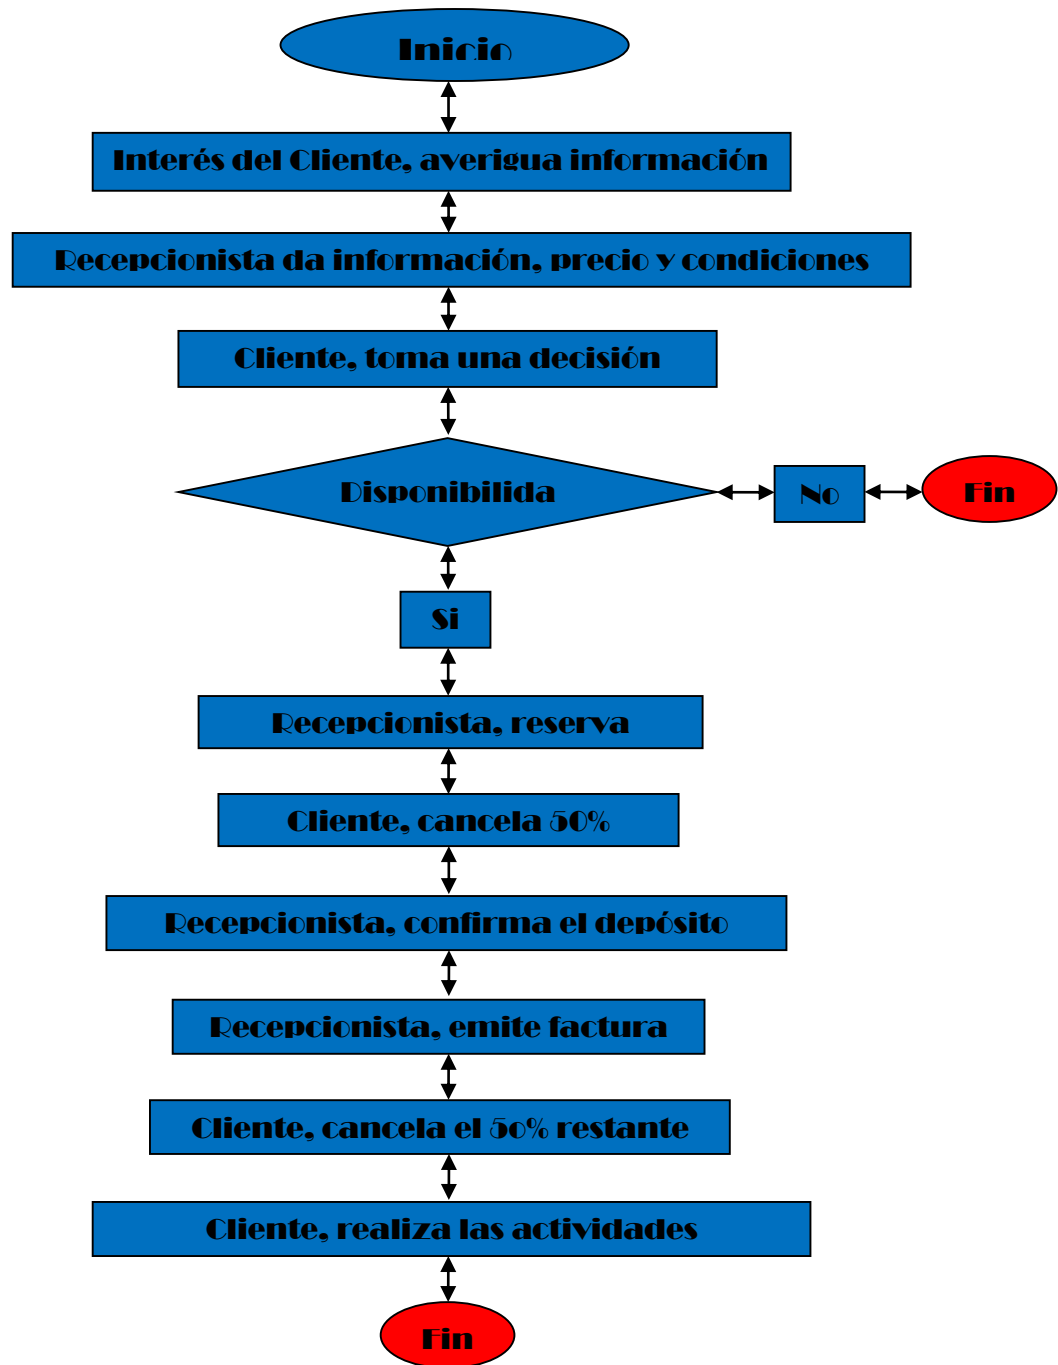 Inicio
Interés del Cliente, averigua información
Recepcionista da información, precio y condiciones
Cliente, toma una decisión
Disponibilida
No
Fin
Si
Recepcionista, reserva
Cliente, cancela 50%
Recepcionista, confirma el depósito
Recepcionista, emite factura
Cliente, cancela el 5o% restante
Cliente, realiza las actividades
Fin